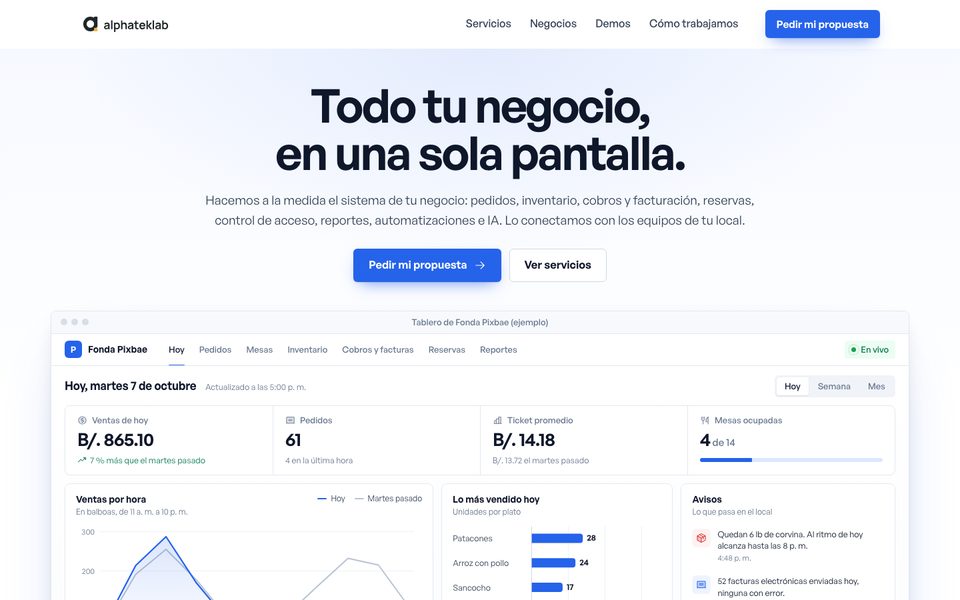 alphateklab
Servicios Negocios Demos Cómo trabajamos Pedir mi propuesta
Todo tu negocio,
en una sola pantalla.
Hacemos a la medida el sistema de tu negocio: pedidos, inventario, cobros y facturación, reservas,
control de acceso, reportes, automatizaciones e IA. Lo conectamos con los equipos de tu local.
Pedir mi propuesta → Ver servicios
Tablero de Fonda Pixbae (ejemplo)
P Fonda Pixbae Hoy Pedidos Mesas Inventario Cobros y facturas Reservas Reportes En vivo
Hoy, martes 7 de octubre Actualizado a las 5:00 p. m. Hoy Semana Mes
Ventas de hoy
B/. 865.10
7 % más que el martes pasado
Pedidos
61
4 en la última hora
Ticket promedio
B/. 14.18
B/. 13.72 el martes pasado
Mesas ocupadas
4 de 14
Ventas por hora
En balboas, de 11 a. m. a 10 p. m.
Hoy Martes pasado
300
200
Lo más vendido hoy
Unidades por plato
Patacones 28
Arroz con pollo 24
Sancocho 17
Avisos
Lo que pasa en el local
Quedan 6 lb de corvina. Al ritmo de hoy
alcanza hasta las 8 p. m.
4:48 p. m.
52 facturas electrónicas enviadas hoy,
ninguna con error.